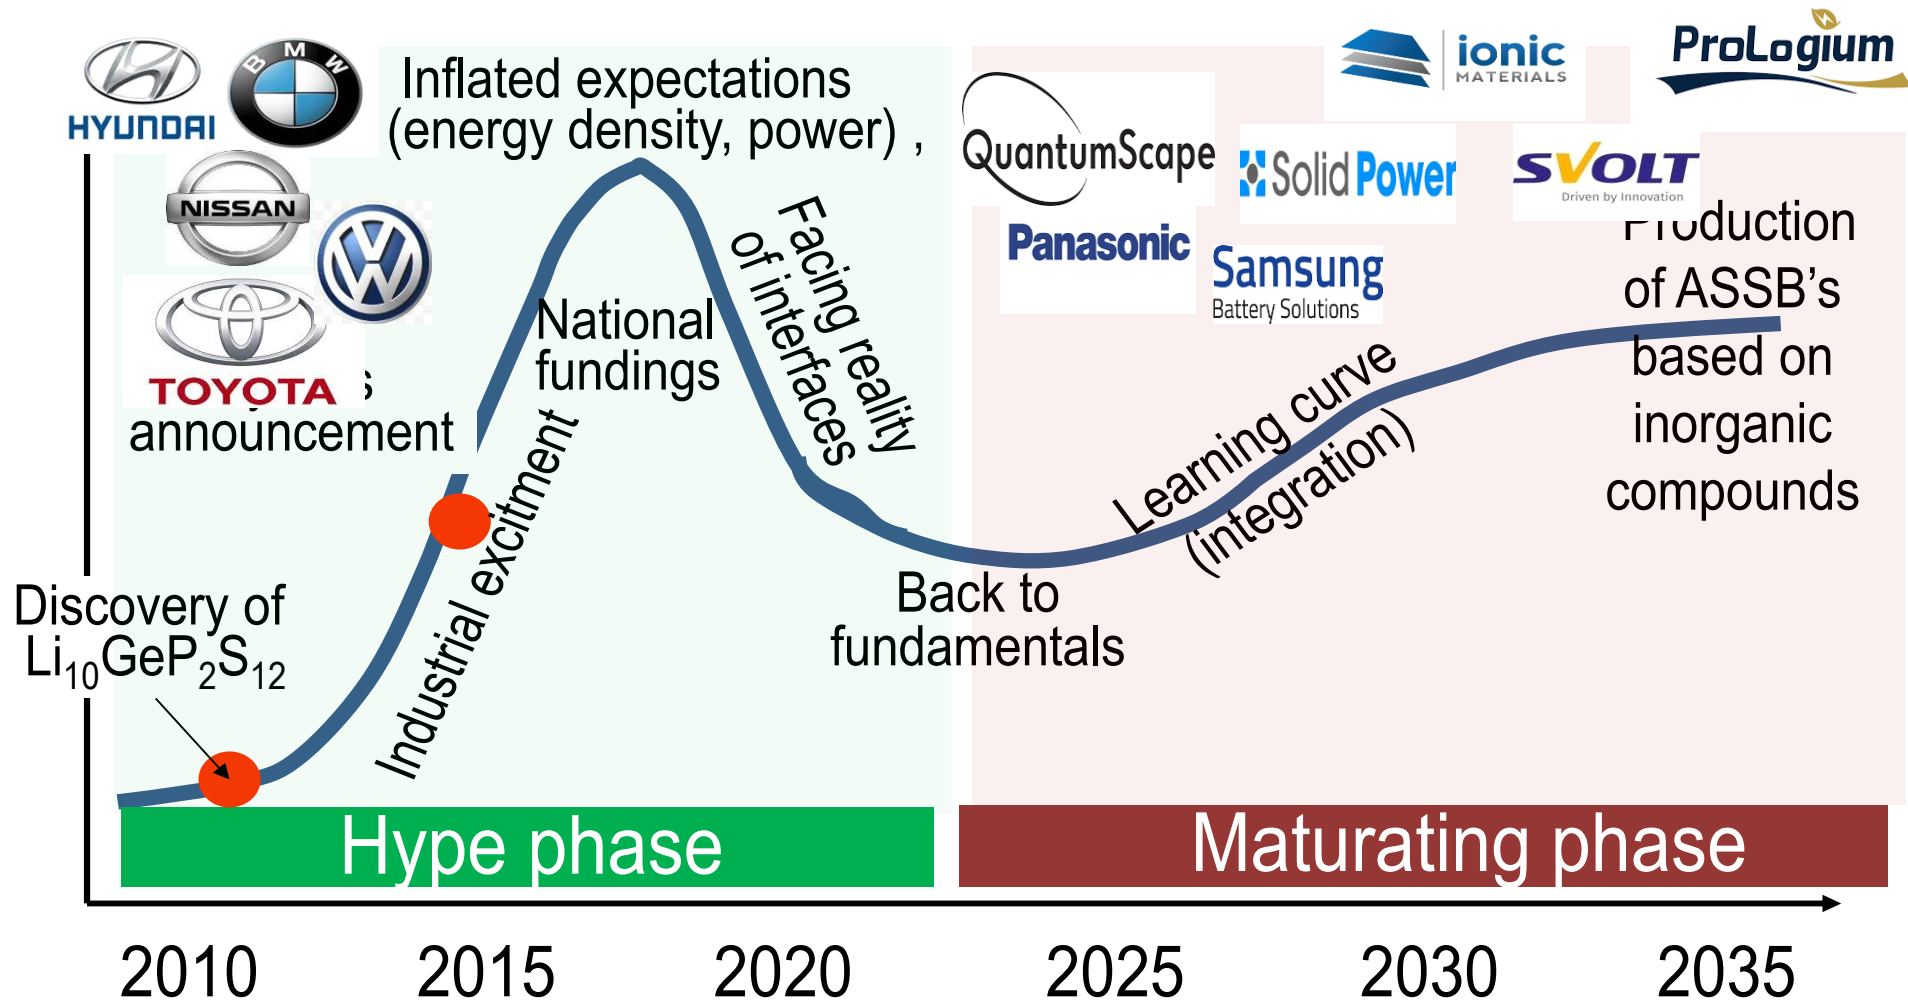 HYUNDAI
BMW
NISSAN
TOYOTA
announcement
Inflated expectations
(energy density, power) ,
National
fundings
Facing reality
of interfaces
Industrial excitment
Discovery of
Li₁₀GeP₂S₁₂
QuantumScape
Panasonic
Solid Power
Samsung
Battery Solutions
ionic
MATERIALS
SVOLT
Driven by Innovation
ProLogium
Production
of ASSB's
based on
inorganic
compounds
Learning curve
(integration)
Back to
fundamentals
Hype phase
Maturating phase
2010
2015
2020
2025
2030
2035